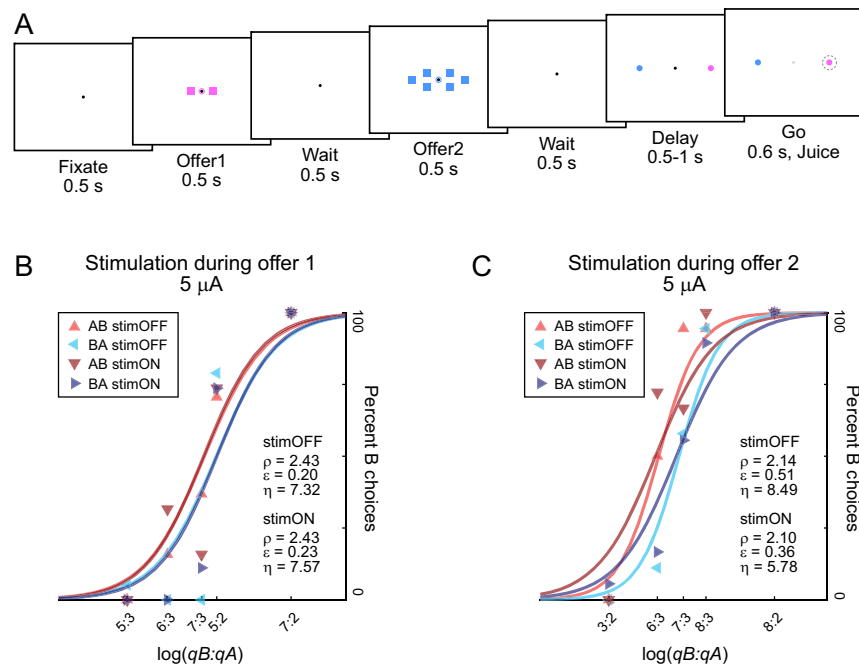 A
Fixate
0.5 s
Offer1
0.5 s
Wait
0.5 s
Offer2
0.5 s
Wait
0.5 s
Delay
0.5-1 s
Go
0.6 s, Juice
B
Stimulation during offer 1
5 μA
AB stimOFF
BA stimOFF
AB stimON
BA stimON
stimOFF
ρ = 2.43
ε = 0.20
η = 7.32
stimON
ρ = 2.43
ε = 0.23
η = 7.57
100
Percent B choices
0
5:3
6:3
7:3
5:2
7:2
log(qB:qA)
C
Stimulation during offer 2
5 μA
AB stimOFF
BA stimOFF
AB stimON
BA stimON
stimOFF
ρ = 2.14
ε = 0.51
η = 8.49
stimON
ρ = 2.10
ε = 0.36
η = 5.78
100
Percent B choices
0
3:2
6:3
7:3
8:3
8:2
log(qB:qA)